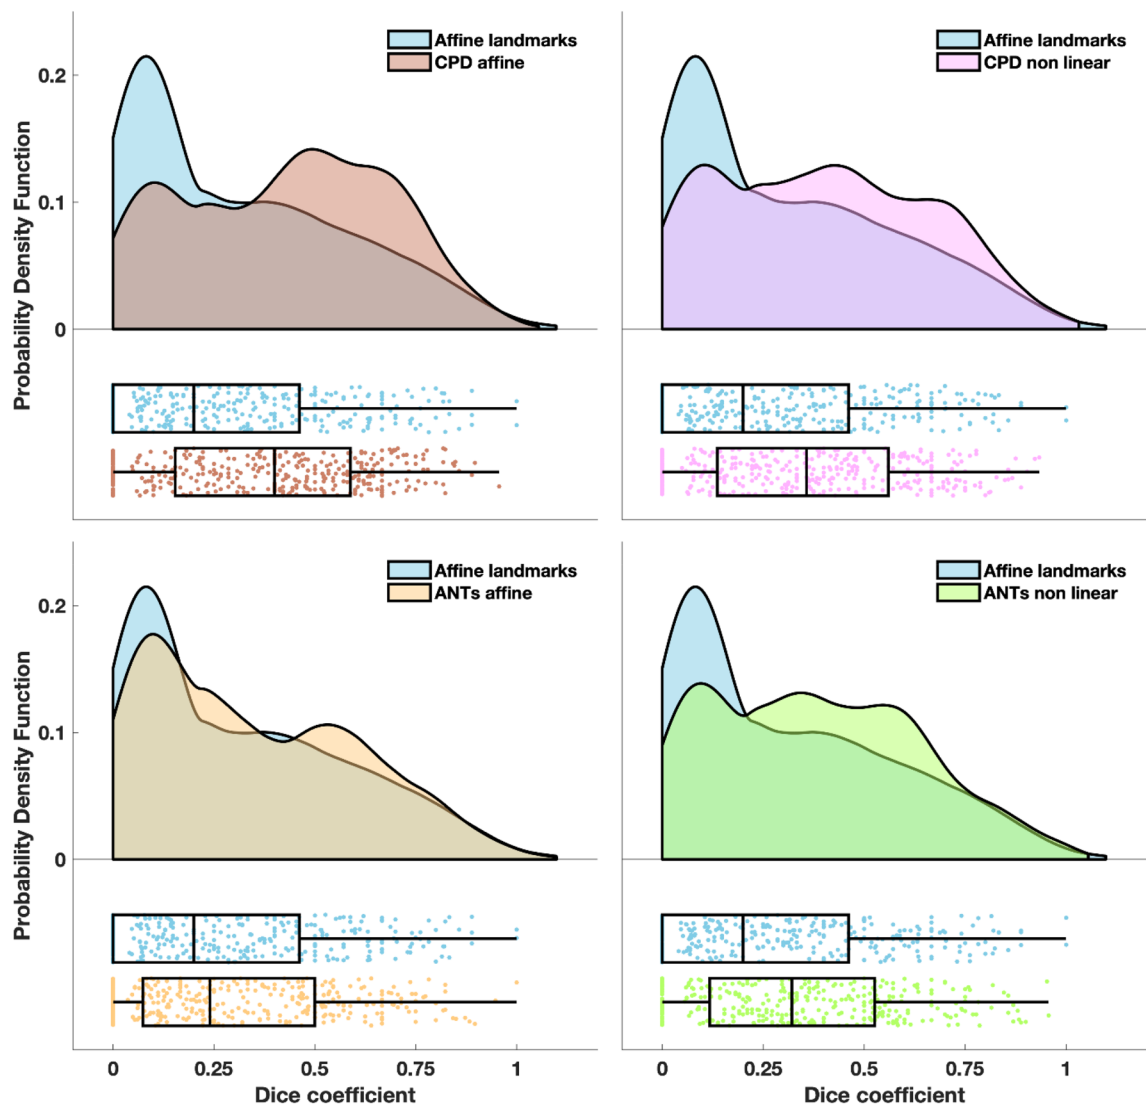 Affine landmarks
CPD affine
Affine landmarks
CPD non linear
0.2
0.1
0
Probability Density Function
Affine landmarks
ANTs affine
Affine landmarks
ANTs non linear
0.2
0.1
0
Probability Density Function
0 0.25 0.5 0.75 1
Dice coefficient
0 0.25 0.5 0.75 1
Dice coefficient